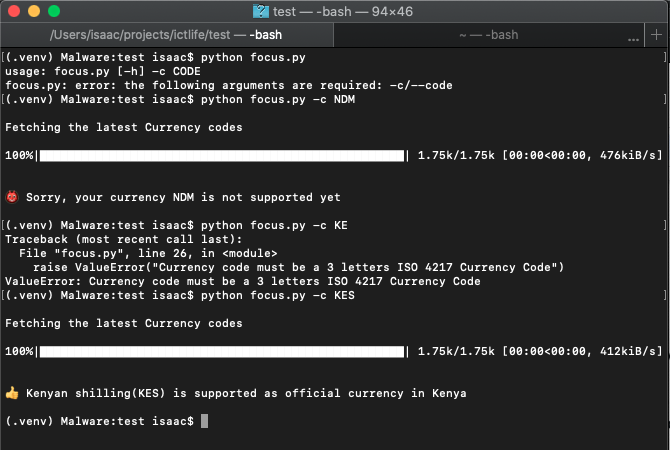 test — -bash — 94×46
/Users/isaac/projects/ictlife/test — -bash
~ — -bash
... +
[(.venv) Malware:test isaac$ python focus.py ]
usage: focus.py [-h] -c CODE
focus.py: error: the following arguments are required: -c/--code
[(.venv) Malware:test isaac$ python focus.py -c NDM ]
Fetching the latest Currency codes
100%| | 1.75k/1.75k [00:00<00:00, 476kiB/s]
👹 Sorry, your currency NDM is not supported yet
[(.venv) Malware:test isaac$ python focus.py -c KE ]
Traceback (most recent call last):
  File "focus.py", line 26, in <module>
    raise ValueError("Currency code must be a 3 letters ISO 4217 Currency Code")
ValueError: Currency code must be a 3 letters ISO 4217 Currency Code
[(.venv) Malware:test isaac$ python focus.py -c KES ]
Fetching the latest Currency codes
100%| | 1.75k/1.75k [00:00<00:00, 412kiB/s]
👍 Kenyan shilling(KES) is supported as official currency in Kenya
(.venv) Malware:test isaac$